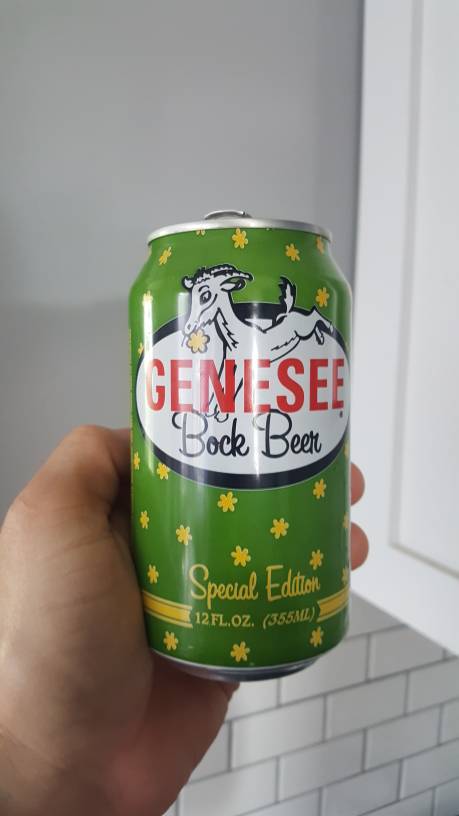 GENESEE
Bock Beer
Special Edition
12 FL. OZ. (355ML)